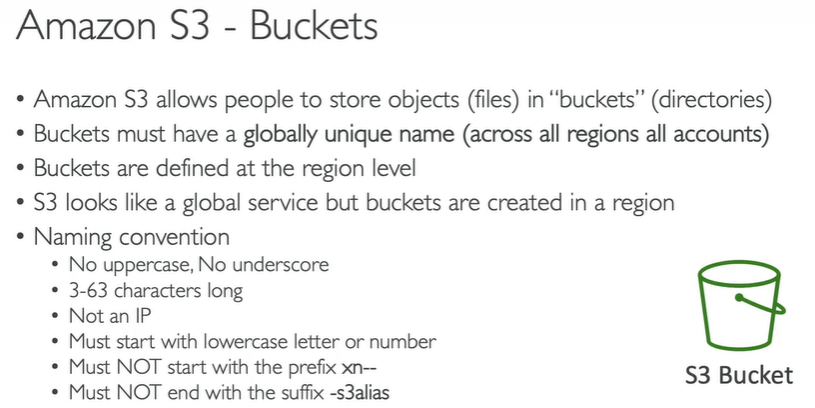 Amazon S3 - Buckets
• Amazon S3 allows people to store objects (files) in “buckets” (directories)
• Buckets must have a globally unique name (across all regions all accounts)
• Buckets are defined at the region level
• S3 looks like a global service but buckets are created in a region
• Naming convention
• No uppercase, No underscore
• 3-63 characters long
• Not an IP
• Must start with lowercase letter or number
• Must NOT start with the prefix xn--
• Must NOT end with the suffix -s3alias
S3 Bucket